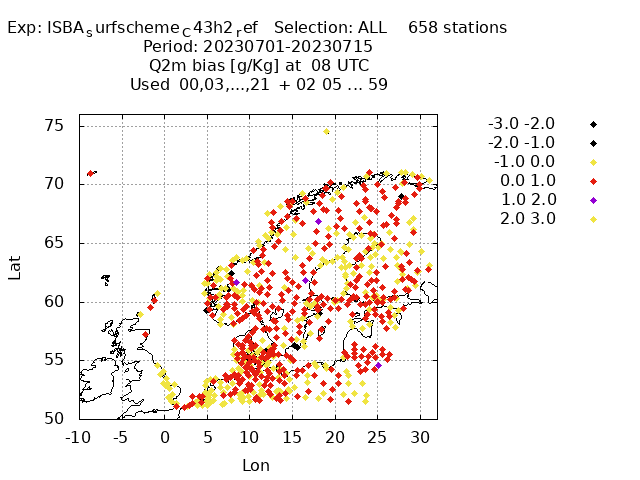 Exp: ISBAsurfschemeC43h2ref Selection: ALL 658 stations
Period: 20230701-20230715
Q2m bias [g/Kg] at 08 UTC
Used 00,03,...,21 + 02 05 ... 59
-3.0 -2.0
-2.0 -1.0
-1.0 0.0
0.0 1.0
1.0 2.0
2.0 3.0
75
70
65
60
55
50
Lat
-10 -5 0 5 10 15 20 25 30
Lon